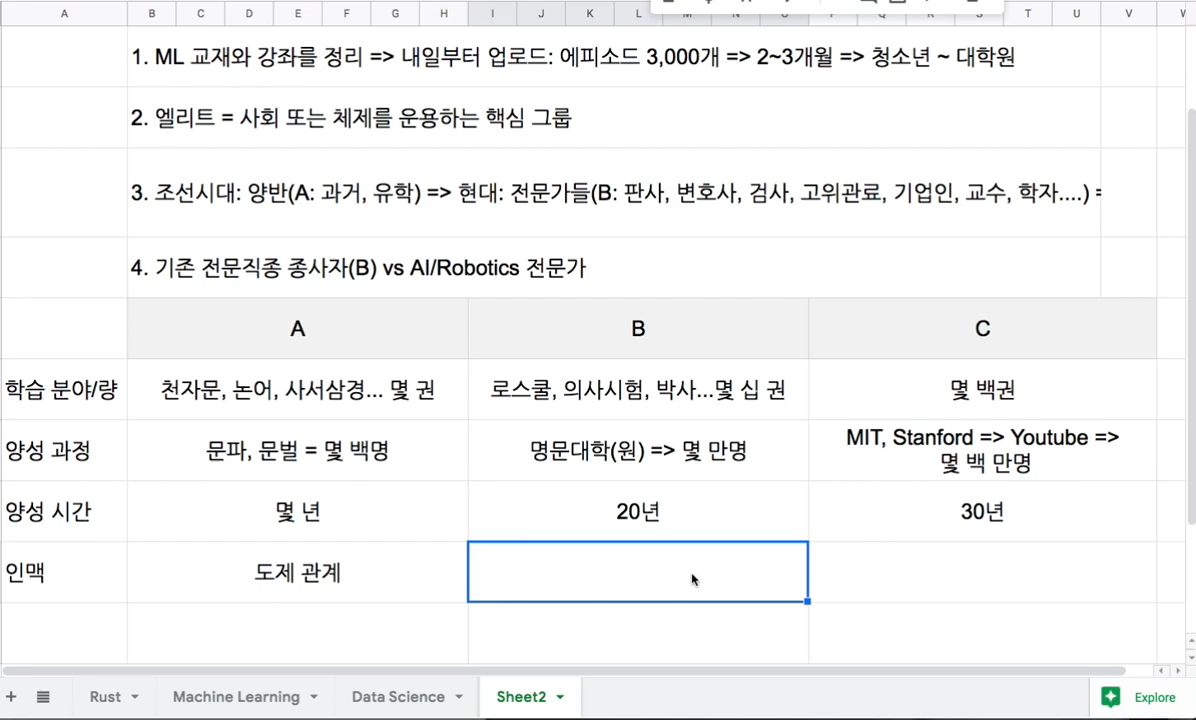 A B C D E F G H I J K L M N O P Q R S T U V W
1. ML 교재와 강좌를 정리 => 내일부터 업로드: 에피소드 3,000개 => 2~3개월 => 청소년 ~ 대학원
2. 엘리트 = 사회 또는 체제를 운용하는 핵심 그룹
3. 조선시대: 양반(A: 과거, 유학) => 현대: 전문가들(B: 판사, 변호사, 검사, 고위관료, 기업인, 교수, 학자....) =
4. 기존 전문직종 종사자(B) vs AI/Robotics 전문가
A B C
학습 분야/량 천자문, 논어, 사서삼경... 몇 권 로스쿨, 의사시험, 박사...몇 십 권 몇 백권
양성 과정 문파, 문벌 = 몇 백명 명문대학(원) => 몇 만명 MIT, Stanford => Youtube =>
몇 백 만명
양성 시간 몇 년 20년 30년
인맥 도제 관계
Rust Machine Learning Data Science Sheet2 Explore